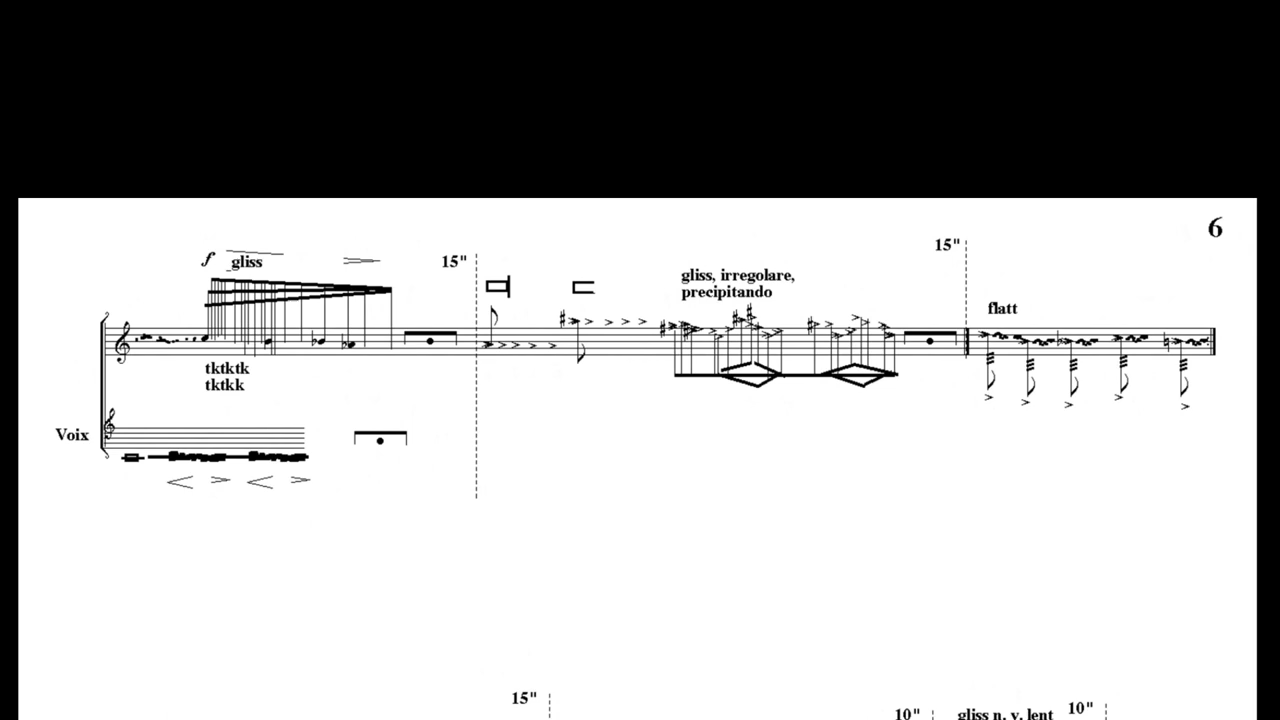 6
15"
f gliss
15"
gliss, irregolare,
precipitando
flatt
tktktk
tktkk
Voix
15"
10" gliss n. v. lent 10"